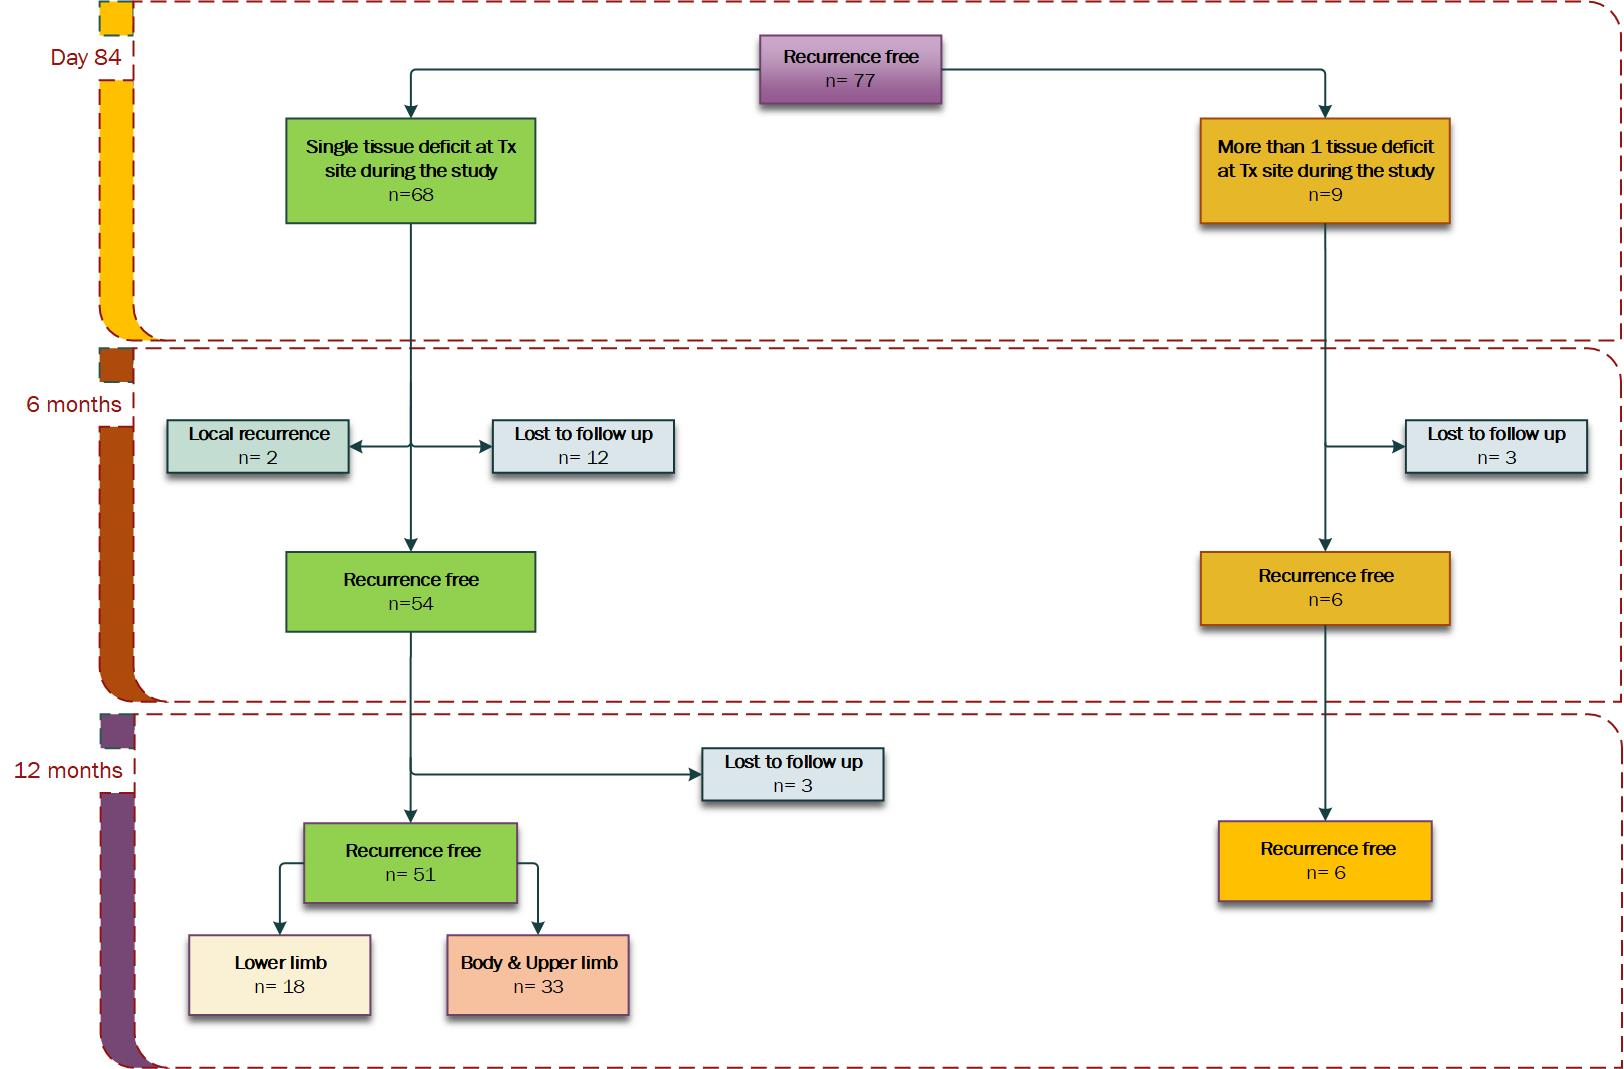 Day 84
Recurrence free
n= 77
Single tissue deficit at Tx
site during the study
n=68
More than 1 tissue deficit
at Tx site during the study
n=9
6 months
Local recurrence
n= 2
Lost to follow up
n= 12
Lost to follow up
n= 3
Recurrence free
n=54
Recurrence free
n=6
12 months
Lost to follow up
n= 3
Recurrence free
n= 51
Recurrence free
n= 6
Lower limb
n= 18
Body & Upper limb
n= 33